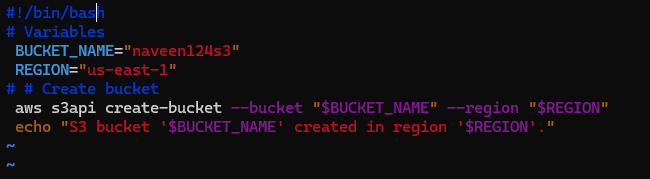 #!/bin/bash
# Variables
BUCKET_NAME="naveen124s3"
REGION="us-east-1"
# # Create bucket
aws s3api create-bucket --bucket "$BUCKET_NAME" --region "$REGION"
echo "S3 bucket '$BUCKET_NAME' created in region '$REGION'."
~
~